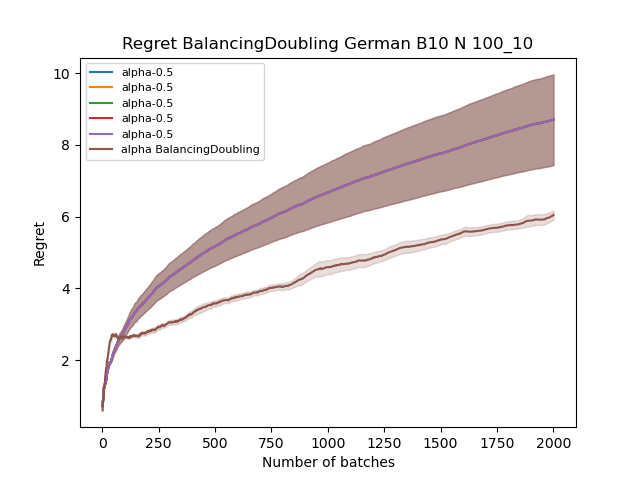 Regret BalancingDoubling German B10 N 100_10
alpha-0.5
alpha-0.5
alpha-0.5
alpha-0.5
alpha-0.5
alpha BalancingDoubling
10
8
6
4
2
Regret
0 250 500 750 1000 1250 1500 1750 2000
Number of batches